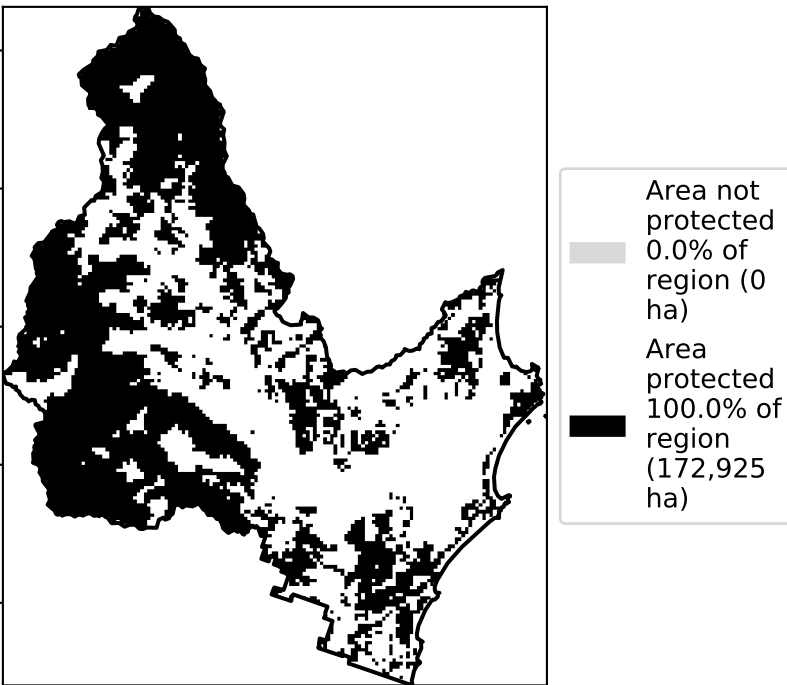 Area not
protected
0.0% of
region (0
ha)
Area
protected
100.0% of
region
(172,925
ha)